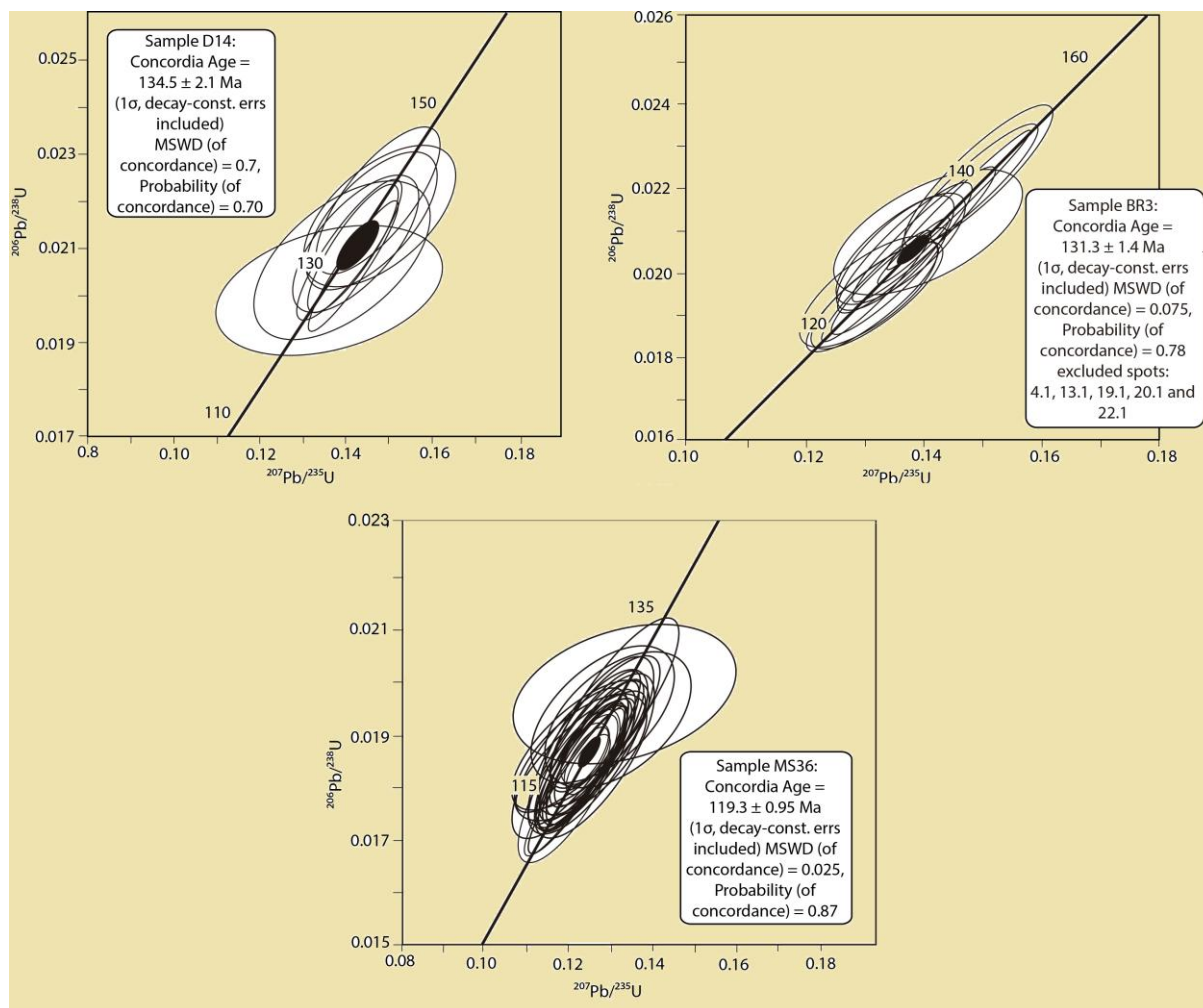 0.025
0.023
0.021
0.019
0.017
²⁰⁶Pb/²³⁸U
Sample D14:
Concordia Age =
134.5 ± 2.1 Ma
(1σ, decay-const. errs
included)
MSWD (of
concordance) = 0.7,
Probability (of
concordance) = 0.70
150
130
110
0.8
0.10
0.12
0.14
0.16
0.18
²⁰⁷Pb/²³⁵U
0.026
0.024
0.022
0.020
0.018
0.016
²⁰⁶Pb/²³⁸U
160
140
120
Sample BR3:
Concordia Age =
131.3 ± 1.4 Ma
(1σ, decay-const. errs
included) MSWD (of
concordance) = 0.075,
Probability (of
concordance) = 0.78
excluded spots:
4.1, 13.1, 19.1, 20.1 and
22.1
0.10
0.12
0.14
0.16
0.18
²⁰⁷Pb/²³⁵U
0.023
0.021
0.019
0.017
0.015
²⁰⁶Pb/²³⁸U
135
115
Sample MS36:
Concordia Age =
119.3 ± 0.95 Ma
(1σ, decay-const. errs
included) MSWD (of
concordance) = 0.025,
Probability (of
concordance) = 0.87
0.08
0.10
0.12
0.14
0.16
0.18
²⁰⁷Pb/²³⁵U